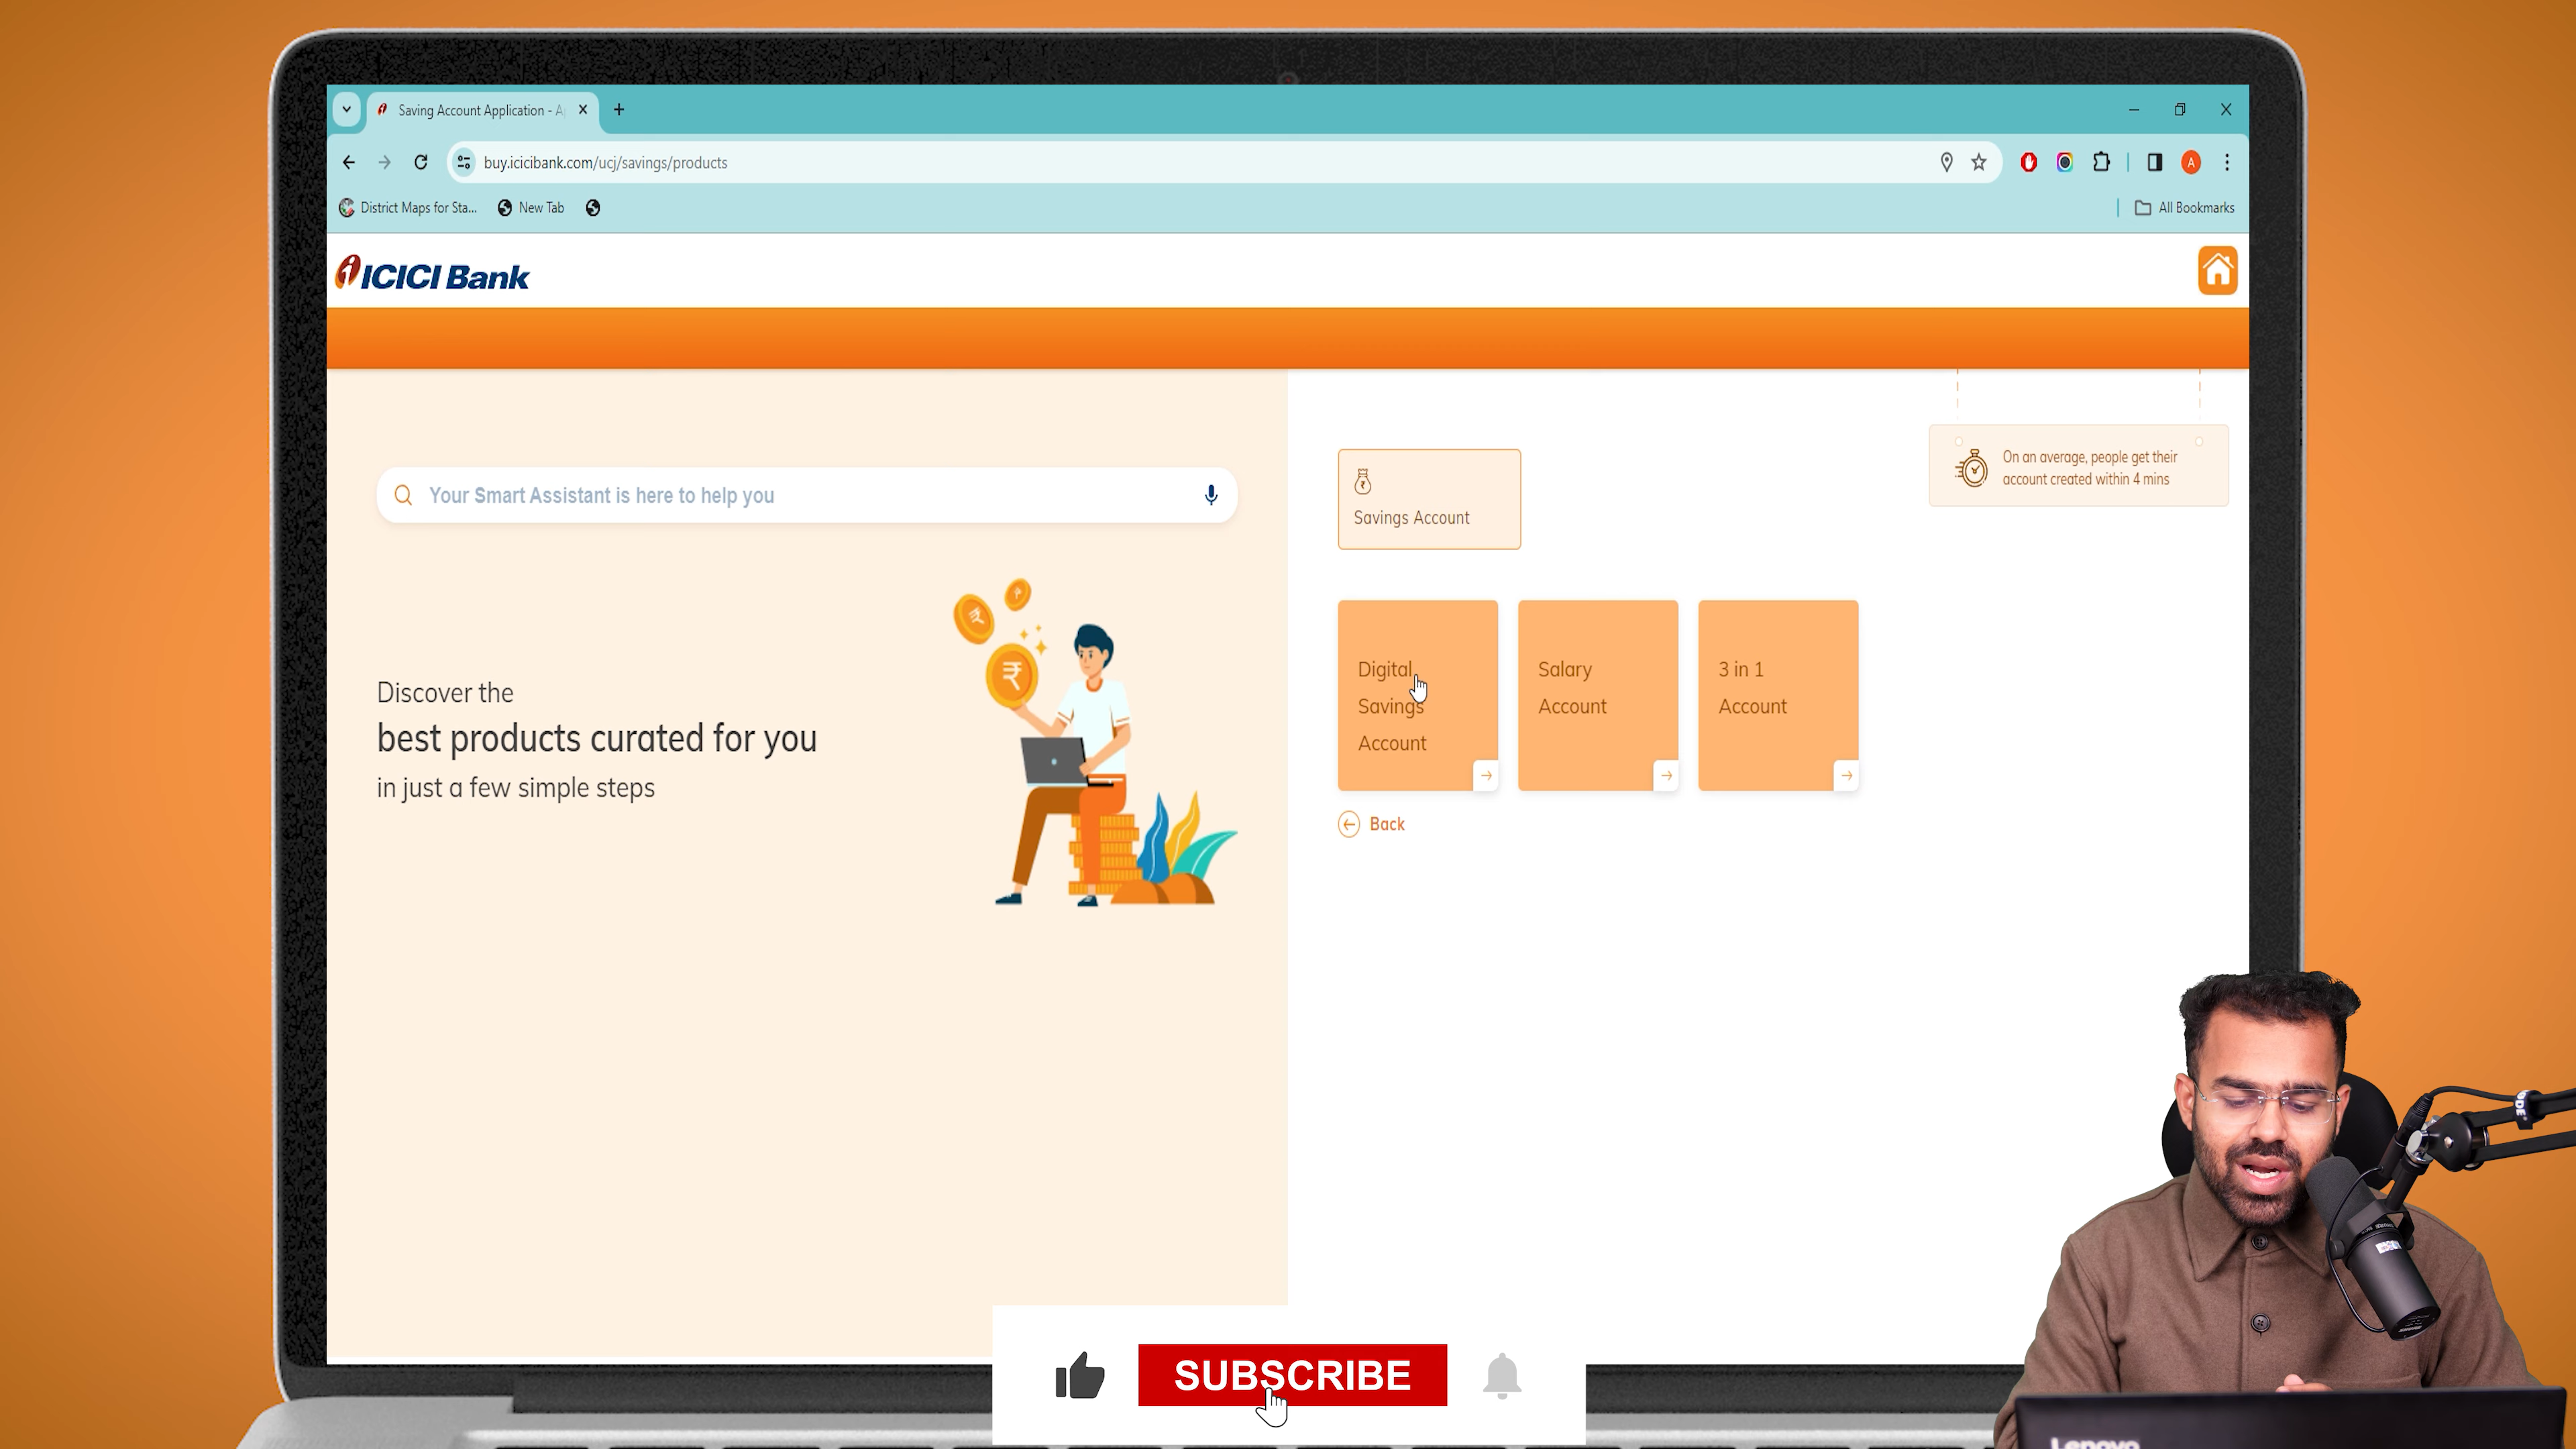 Saving Account Application - A
buy.icicibank.com/ucj/savings/products
District Maps for Sta...
New Tab
All Bookmarks
ICICI Bank
Your Smart Assistant is here to help you
Discover the
best products curated for you
in just a few simple steps
On an average, people get their
account created within 4 mins
Savings Account
Digital
Savings
Account
Salary
Account
3 in 1
Account
Back
SUBSCRIBE
A
Lenovo